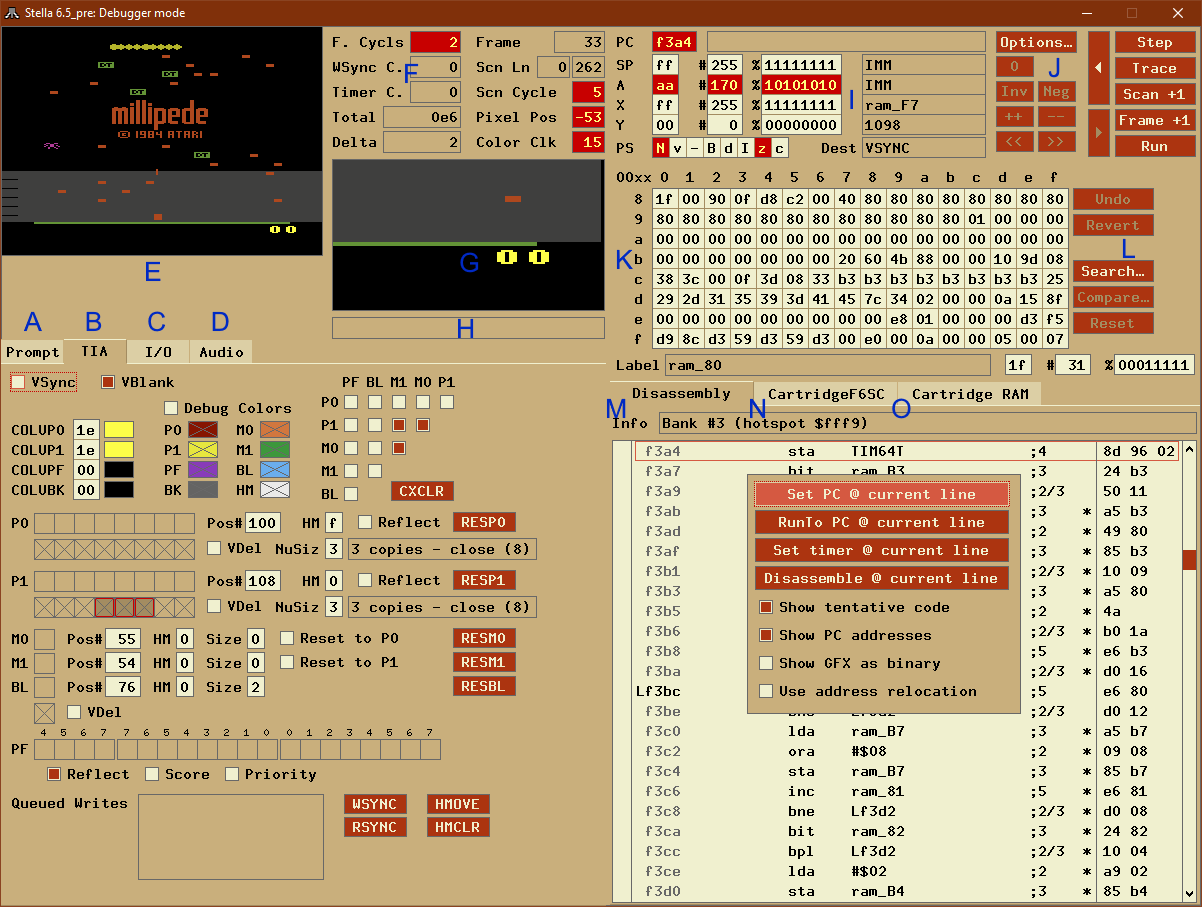 Stella 6.5_pre: Debugger mode
millipede
© 1984 ATARI
E
F. Cycls 2 Frame 33
WSync C. 0 Scn Ln 0 262
Timer C. 0 Scn Cycle 5
Total 0e6 Pixel Pos -53
Delta 2 Color Clk 15
F
G
H
PC f3a4
SP ff #255 %11111111 IMM
A aa #170 %10101010 IMM
X ff #255 %11111111 ram_F7
Y 00 # 0 %00000000 1098
PS N v - B d I z c Dest VSYNC
I
Options…
J
0
Inv Neg
++ --
<< >>
Step
Trace
Scan +1
Frame +1
Run
00xx 0 1 2 3 4 5 6 7 8 9 a b c d e f
8 1f 00 90 0f d8 c2 00 40 80 80 80 80 80 80 80 80
9 80 80 80 80 80 80 80 80 80 80 80 80 01 00 00 00
a 00 00 00 00 00 00 00 00 00 00 00 00 00 00 00 00
b 00 00 00 00 00 00 00 20 60 4b 88 00 00 10 9d 08
c 38 3c 00 0f 3d 08 33 b3 b3 b3 b3 b3 b3 b3 b3 25
d 29 2d 31 35 39 3d 41 45 7c 34 02 00 00 0a 15 8f
e 00 00 00 00 00 00 00 00 00 e8 01 00 00 00 d3 f5
f d9 8c d3 59 d3 59 d3 00 e0 00 0a 00 00 05 00 07
K
Undo
Revert
L
Search…
Compare…
Reset
Label ram_80 1f # 31 %00011111
A B C D
Prompt TIA I/O Audio
VSync VBlank
PF BL M1 M0 P1
P0
P1
M0
M1
BL
CXCLR
Debug Colors
COLUP0 1e P0 M0
COLUP1 1e P1 M1
COLUPF 00 PF BL
COLUBK 00 BK HM
P0 Pos# 100 HM f Reflect RESP0
VDel NuSiz 3 3 copies - close (8)
P1 Pos# 108 HM 0 Reflect RESP1
VDel NuSiz 3 3 copies - close (8)
M0 Pos# 55 HM 0 Size 0 Reset to P0 RESM0
M1 Pos# 54 HM 0 Size 0 Reset to P1 RESM1
BL Pos# 76 HM 0 Size 2 RESBL
VDel
4 5 6 7 7 6 5 4 3 2 1 0 0 1 2 3 4 5 6 7
PF
Reflect Score Priority
Queued Writes
WSYNC HMOVE
RSYNC HMCLR
M N O
Disassembly CartridgeF6SC Cartridge RAM
Info Bank #3 (hotspot $fff9)
f3a4 sta TIM64T ;4 8d 96 02
f3a7 bit ram_B3 ;3 24 b3
f3a9 ;2/3 50 11
f3ab ;3 * a5 b3
f3ad ;2 * 49 80
f3af ;3 * 85 b3
f3b1 ;2/3 * 10 09
f3b3 ;3 * a5 80
f3b5 ;2 * 4a
f3b6 ;2/3 * b0 1a
f3b8 ;5 * e6 b3
f3ba ;2/3 * d0 16
Lf3bc ;5 e6 80
f3be bne Lf3d2 ;2/3 d0 12
f3c0 lda ram_B7 ;3 * a5 b7
f3c2 ora #$08 ;2 * 09 08
f3c4 sta ram_B7 ;3 * 85 b7
f3c6 inc ram_81 ;5 * e6 81
f3c8 bne Lf3d2 ;2/3 * d0 08
f3ca bit ram_82 ;3 * 24 82
f3cc bpl Lf3d2 ;2/3 * 10 04
f3ce lda #$02 ;2 * a9 02
f3d0 sta ram_B4 ;3 * 85 b4
Set PC @ current line
RunTo PC @ current line
Set timer @ current line
Disassemble @ current line
Show tentative code
Show PC addresses
Show GFX as binary
Use address relocation